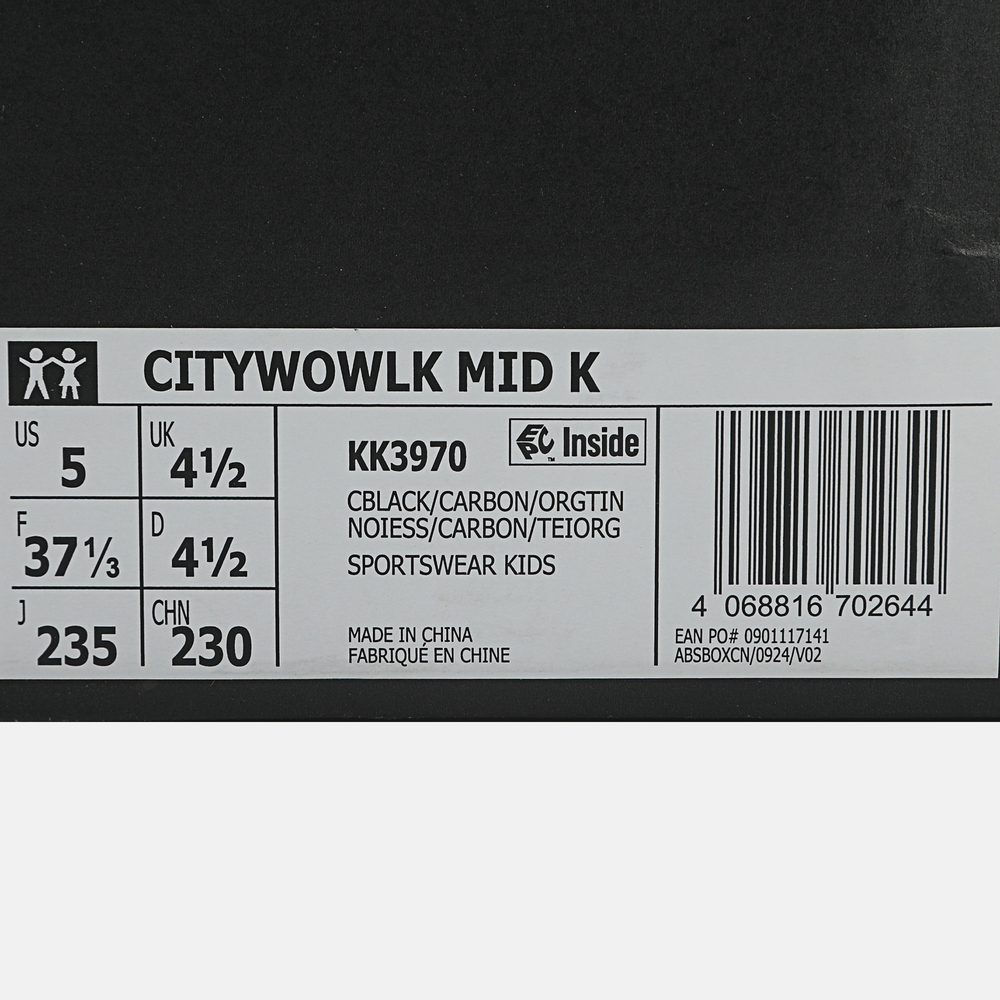 CITYWOWLK MID K
US 5
UK 4½
F 37⅓
D 4½
J 235
CHN 230
KK3970
EPC Inside
™
CBLACK/CARBON/ORGTIN
NOIESS/CARBON/TEIORG
SPORTSWEAR KIDS
MADE IN CHINA
FABRIQUÉ EN CHINE
4 068816 702644
EAN PO# 0901117141
ABSBOXCN/0924/V02